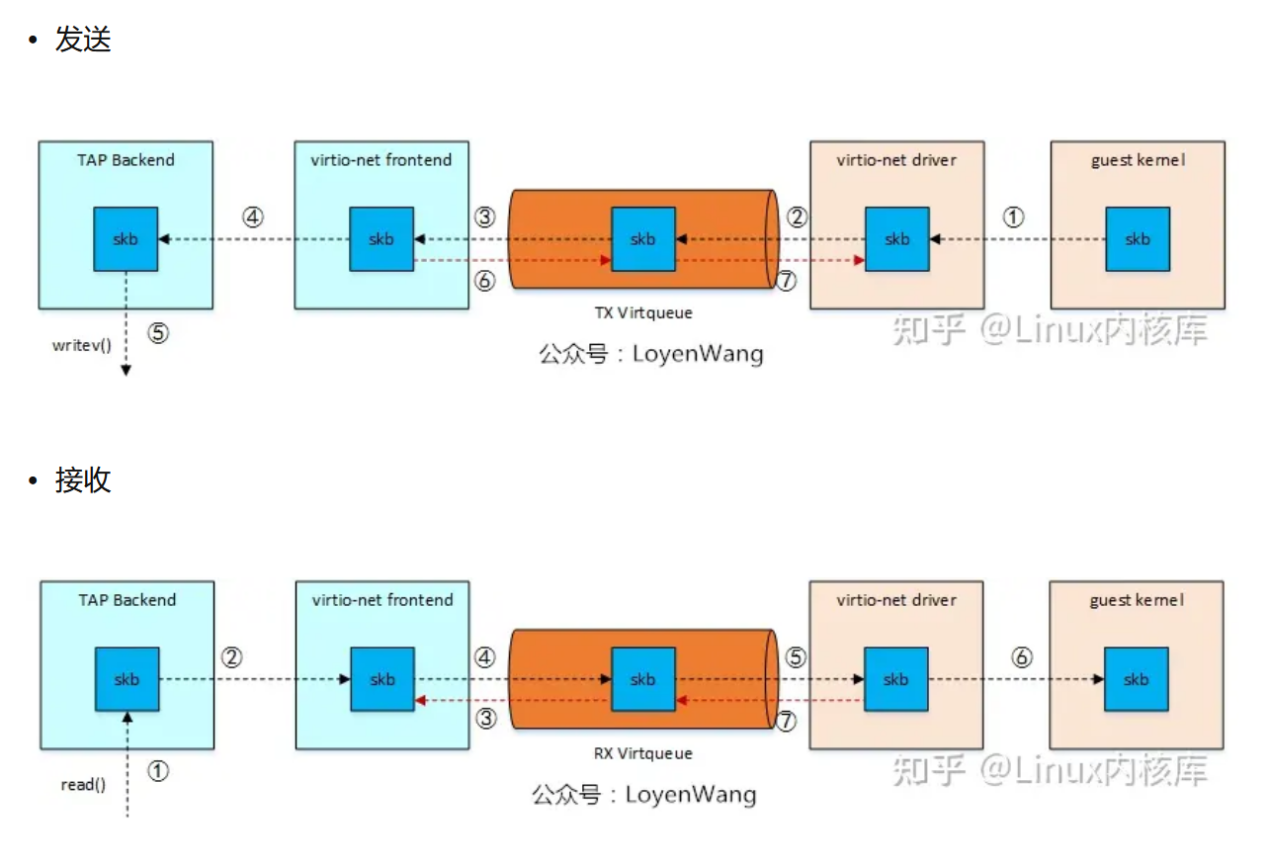 • 发送
TAP Backend
virtio-net frontend
virtio-net driver
guest kernel
④ ③ ② ①
skb skb skb skb skb
⑥ ⑦
⑤
TX Virtqueue
writev()
知乎 @Linux内核库
公众号：LoyenWang
• 接收
TAP Backend
virtio-net frontend
virtio-net driver
guest kernel
② ④ ⑤ ⑥
skb skb skb skb skb
③ ⑦
RX Virtqueue
①
read()
知乎 @Linux内核库
公众号：LoyenWang